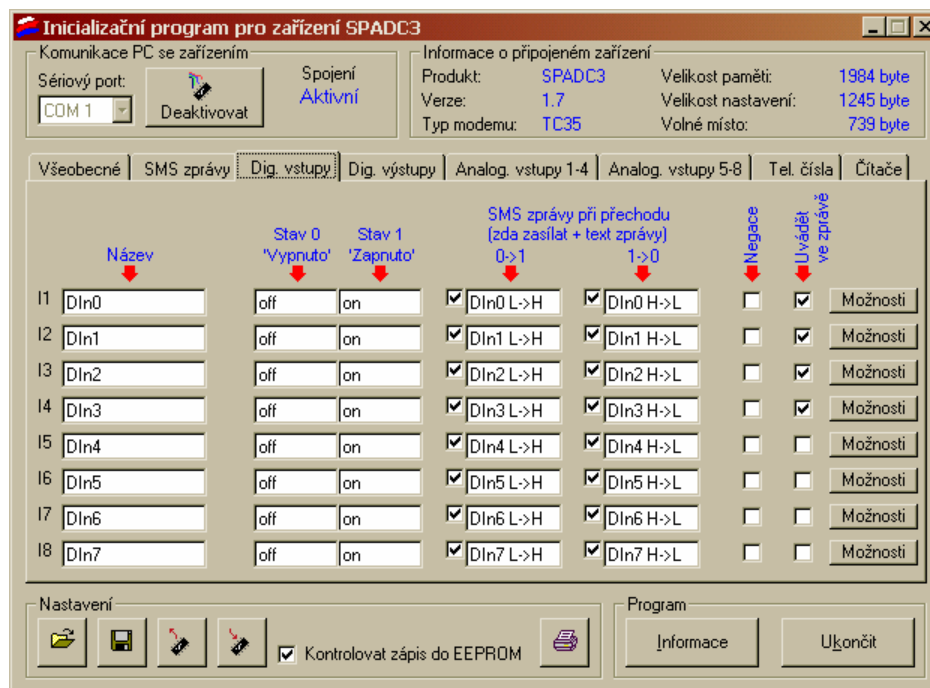 Inicializační program pro zařízení SPADC3
Komunikace PC se zařízením
Sériový port:
COM 1
Deaktivovat
Spojení
Aktivní
Informace o připojeném zařízení
Produkt: SPADC3 Velikost paměti: 1984 byte
Verze: 1.7 Velikost nastavení: 1245 byte
Typ modemu: TC35 Volné místo: 739 byte
Všeobecné SMS zprávy Dig. vstupy Dig. výstupy Analog. vstupy 1-4 Analog. vstupy 5-8 Tel. čísla Čítače
Název
Stav 0
'Vypnuto'
Stav 1
'Zapnuto'
SMS zprávy při přechodu
(zda zasílat + text zprávy)
0->1 1->0
Negace
Uvádět
ve zprávě
I1 DIn0 off on DIn0 L->H DIn0 H->L Možnosti
I2 DIn1 off on DIn1 L->H DIn1 H->L Možnosti
I3 DIn2 off on DIn2 L->H DIn2 H->L Možnosti
I4 DIn3 off on DIn3 L->H DIn3 H->L Možnosti
I5 DIn4 off on DIn4 L->H DIn4 H->L Možnosti
I6 DIn5 off on DIn5 L->H DIn5 H->L Možnosti
I7 DIn6 off on DIn6 L->H DIn6 H->L Možnosti
I8 DIn7 off on DIn7 L->H DIn7 H->L Možnosti
Nastavení
Kontrolovat zápis do EEPROM
Program
Informace
Ukončit